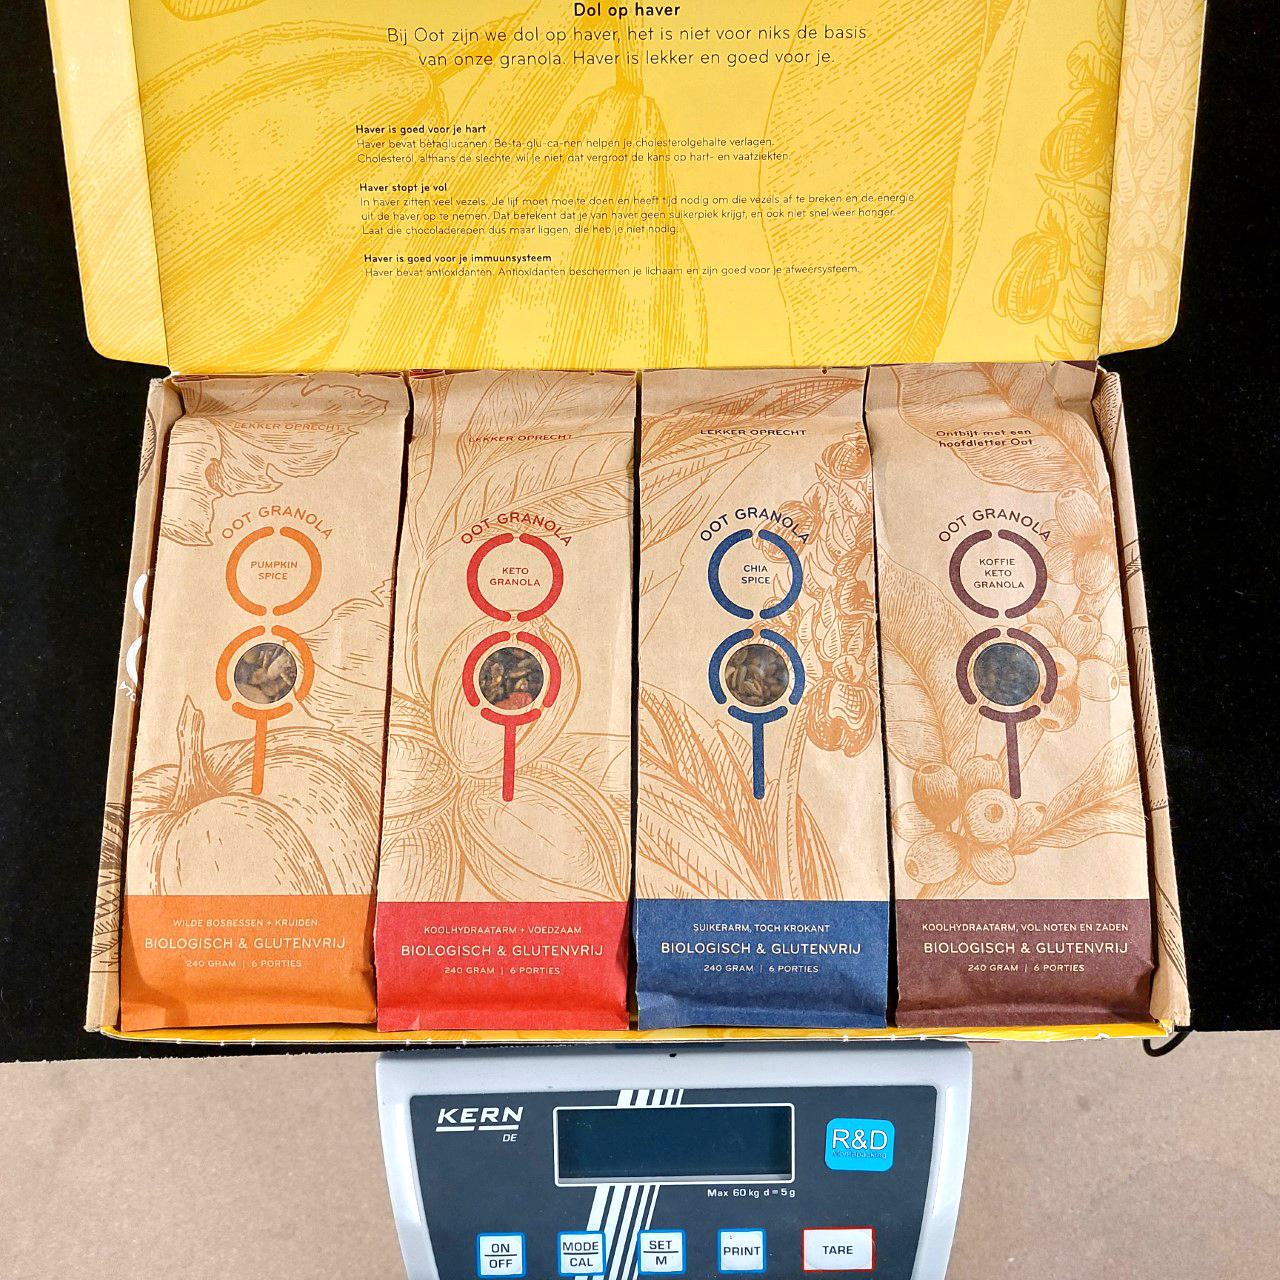 Dol op haver
Bij Oot zijn we dol op haver, het is niet voor niks de basis
van onze granola. Haver is lekker en goed voor je.
Haver is goed voor je hart
Haver bevat bètaglucanen. Be-ta-glu-ca-nen helpen je cholesterolgehalte verlagen.
Cholesterol, althans de slechte, wil je niet, dat vergroot de kans op hart- en vaatziekten.
Haver stopt je vol
In haver zitten veel vezels. Je lijf moet moeite doen en heeft tijd nodig om die vezels af te breken en de energie
uit de haver op te nemen. Dat betekent dat je van haver geen suikerpiek krijgt, en ook niet snel weer honger.
Laat die chocoladerepen dus maar liggen, die heb je niet nodig.
Haver is goed voor je immuunsysteem
Haver bevat antioxidanten. Antioxidanten beschermen je lichaam en zijn goed voor je afweersysteem.
LEKKER OPRECHT
OOT GRANOLA
PUMPKIN
SPICE
WILDE BOSBESSEN + KRUIDEN
BIOLOGISCH & GLUTENVRIJ
240 GRAM | 6 PORTIES
LEKKER OPRECHT
OOT GRANOLA
KETO
GRANOLA
KOOLHYDRAATARM + VOEDZAAM
BIOLOGISCH & GLUTENVRIJ
240 GRAM | 6 PORTIES
LEKKER OPRECHT
OOT GRANOLA
CHIA
SPICE
SUIKERARM, TOCH KROKANT
BIOLOGISCH & GLUTENVRIJ
240 GRAM | 6 PORTIES
Ontbijt met een
hoofdletter Oot
OOT GRANOLA
KOFFIE
KETO
GRANOLA
KOOLHYDRAATARM, VOL NOTEN EN ZADEN
BIOLOGISCH & GLUTENVRIJ
240 GRAM | 6 PORTIES
KERN
DE
R&D
Max 60 kg d = 5 g
ON
OFF
MODE
CAL
SET
M
PRINT
TARE